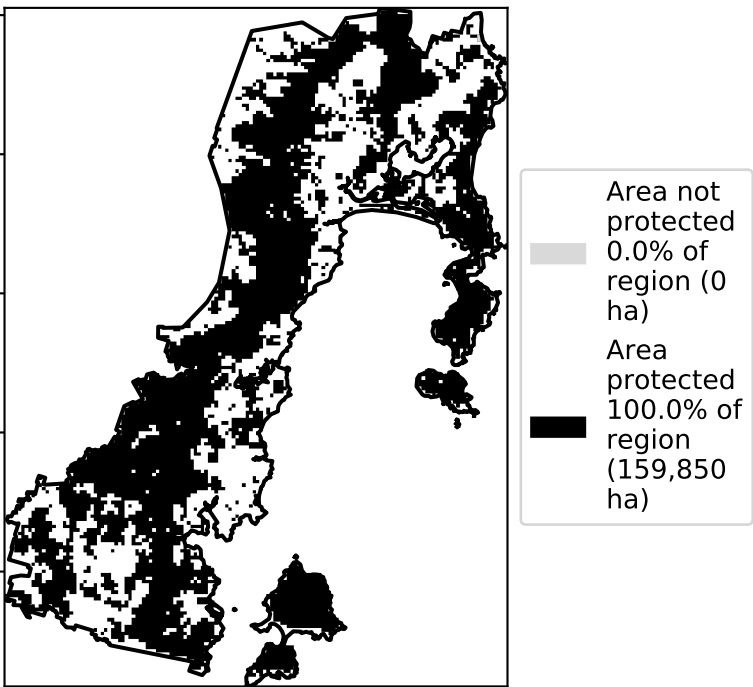 Area not
protected
0.0% of
region (0
ha)
Area
protected
100.0% of
region
(159,850
ha)